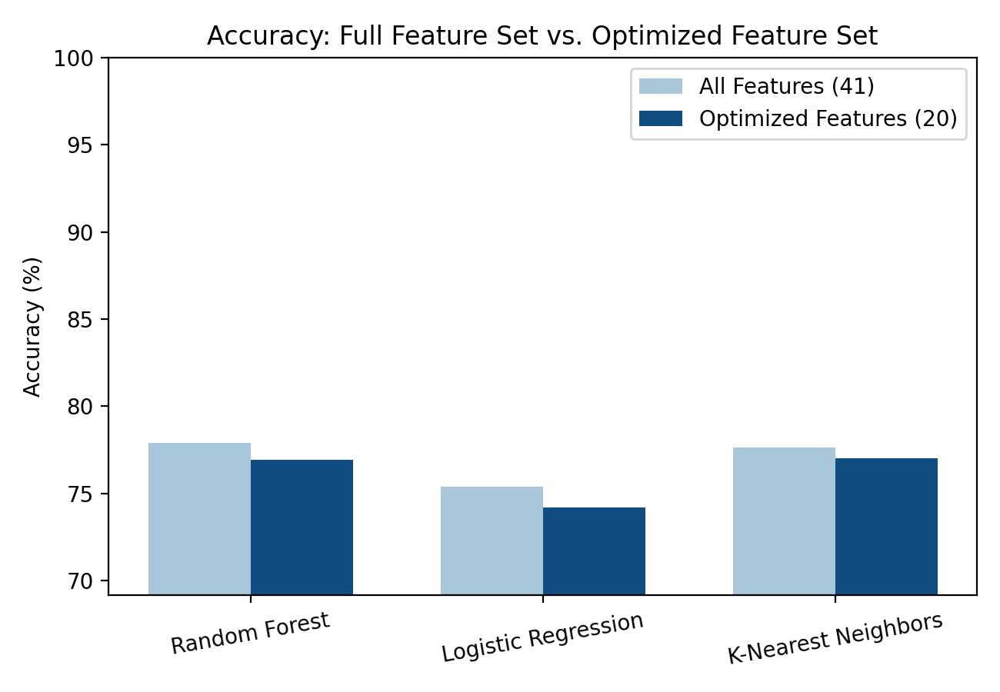 Accuracy: Full Feature Set vs. Optimized Feature Set
All Features (41)
Optimized Features (20)
Accuracy (%)
100
95
90
85
80
75
70
Random Forest
Logistic Regression
K-Nearest Neighbors